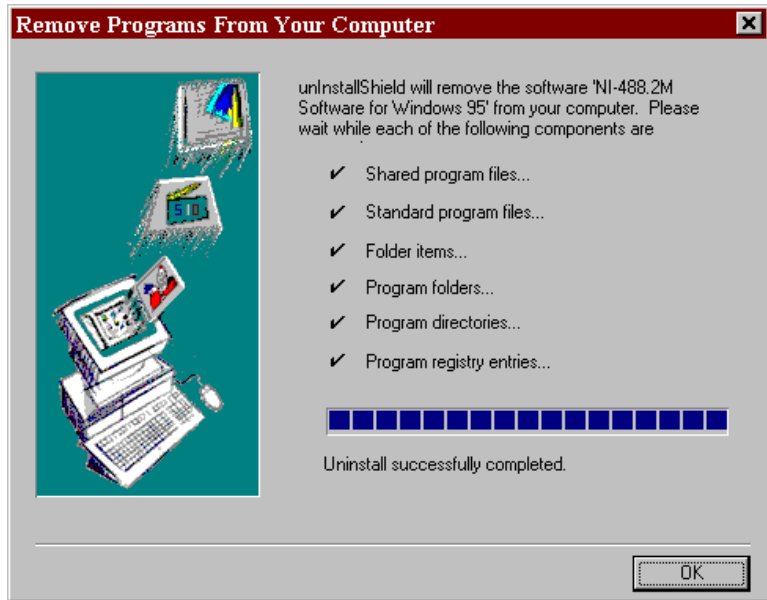 Remove Programs From Your Computer
unInstallShield will remove the software 'NI-488.2M
Software for Windows 95' from your computer.  Please
wait while each of the following components are
Shared program files...
Standard program files...
Folder items...
Program folders...
Program directories...
Program registry entries...
Uninstall successfully completed.
OK